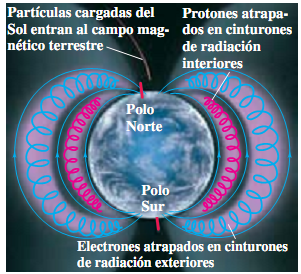 Partículas cargadas del
Sol entran al campo mag-
nético terrestre
Protones atrapa-
dos en cinturones
de radiación
interiores
Polo
Norte
Polo
Sur
Electrones atrapados en cinturones
de radiación exteriores